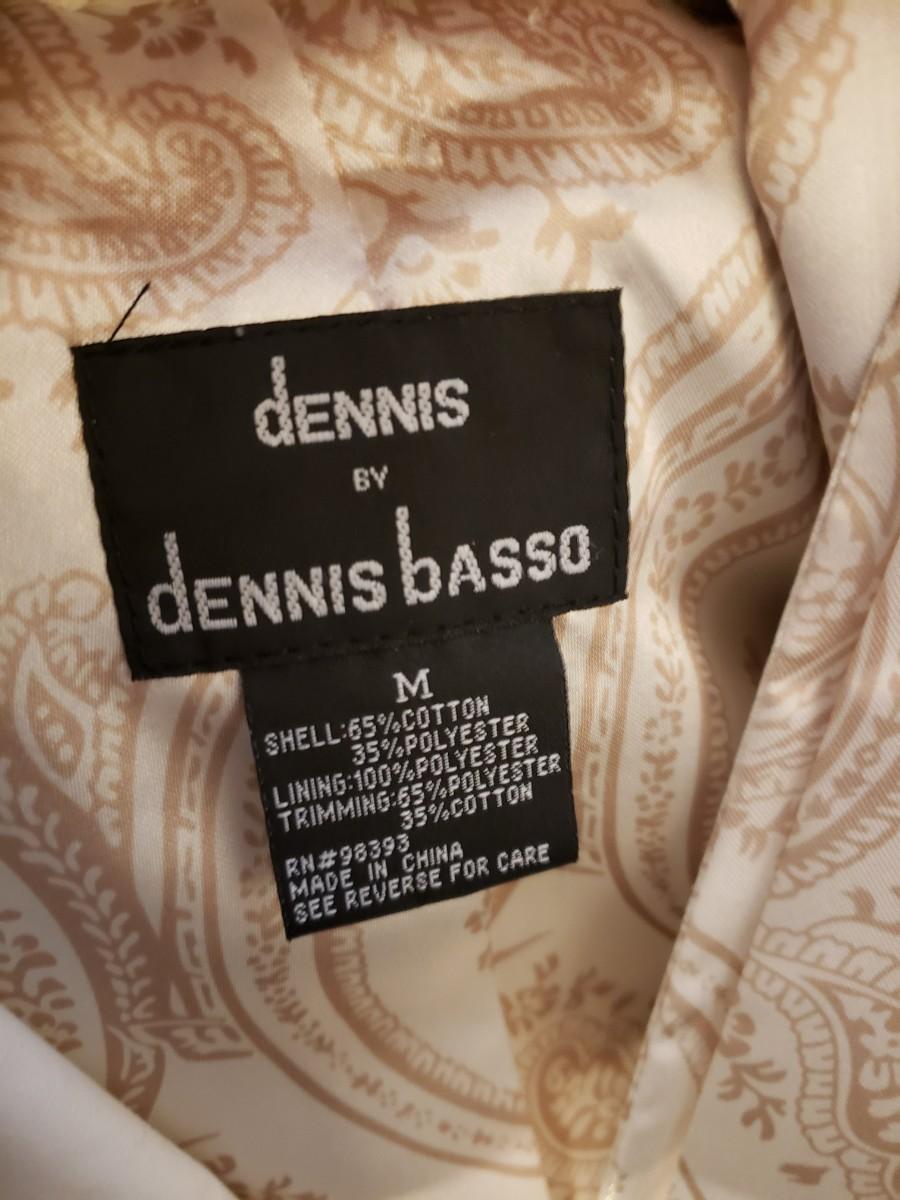 dENNIS
BY
dENNIS bASSO
M
SHELL:65%COTTON
35%POLYESTER
LINING:100%POLYESTER
TRIMMING:65%POLYESTER
35%COTTON
RN#98393
MADE IN CHINA
SEE REVERSE FOR CARE